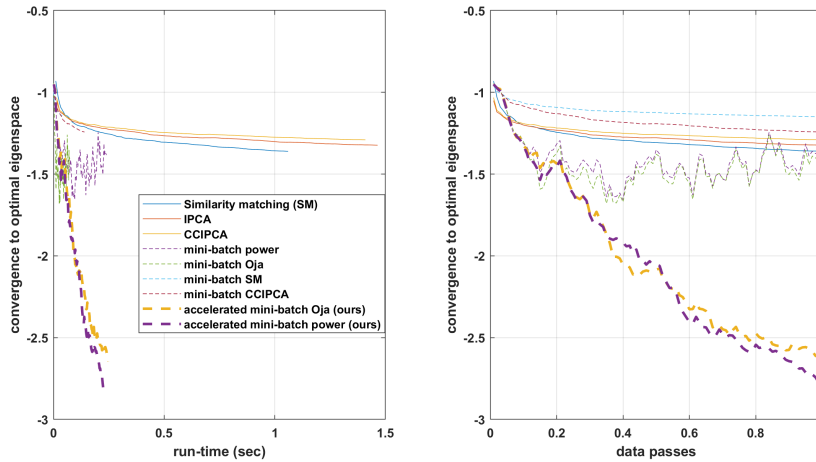 -0.5
-1
-1.5
-2
-2.5
-3
convergence to optimal eigenspace
0
0.5
1
1.5
run-time (sec)
Similarity matching (SM)
IPCA
CCIPCA
mini-batch power
mini-batch Oja
mini-batch SM
mini-batch CCIPCA
accelerated mini-batch Oja (ours)
accelerated mini-batch power (ours)
-0.5
-1
-1.5
-2
-2.5
-3
convergence to optimal eigenspace
0
0.2
0.4
0.6
0.8
data passes